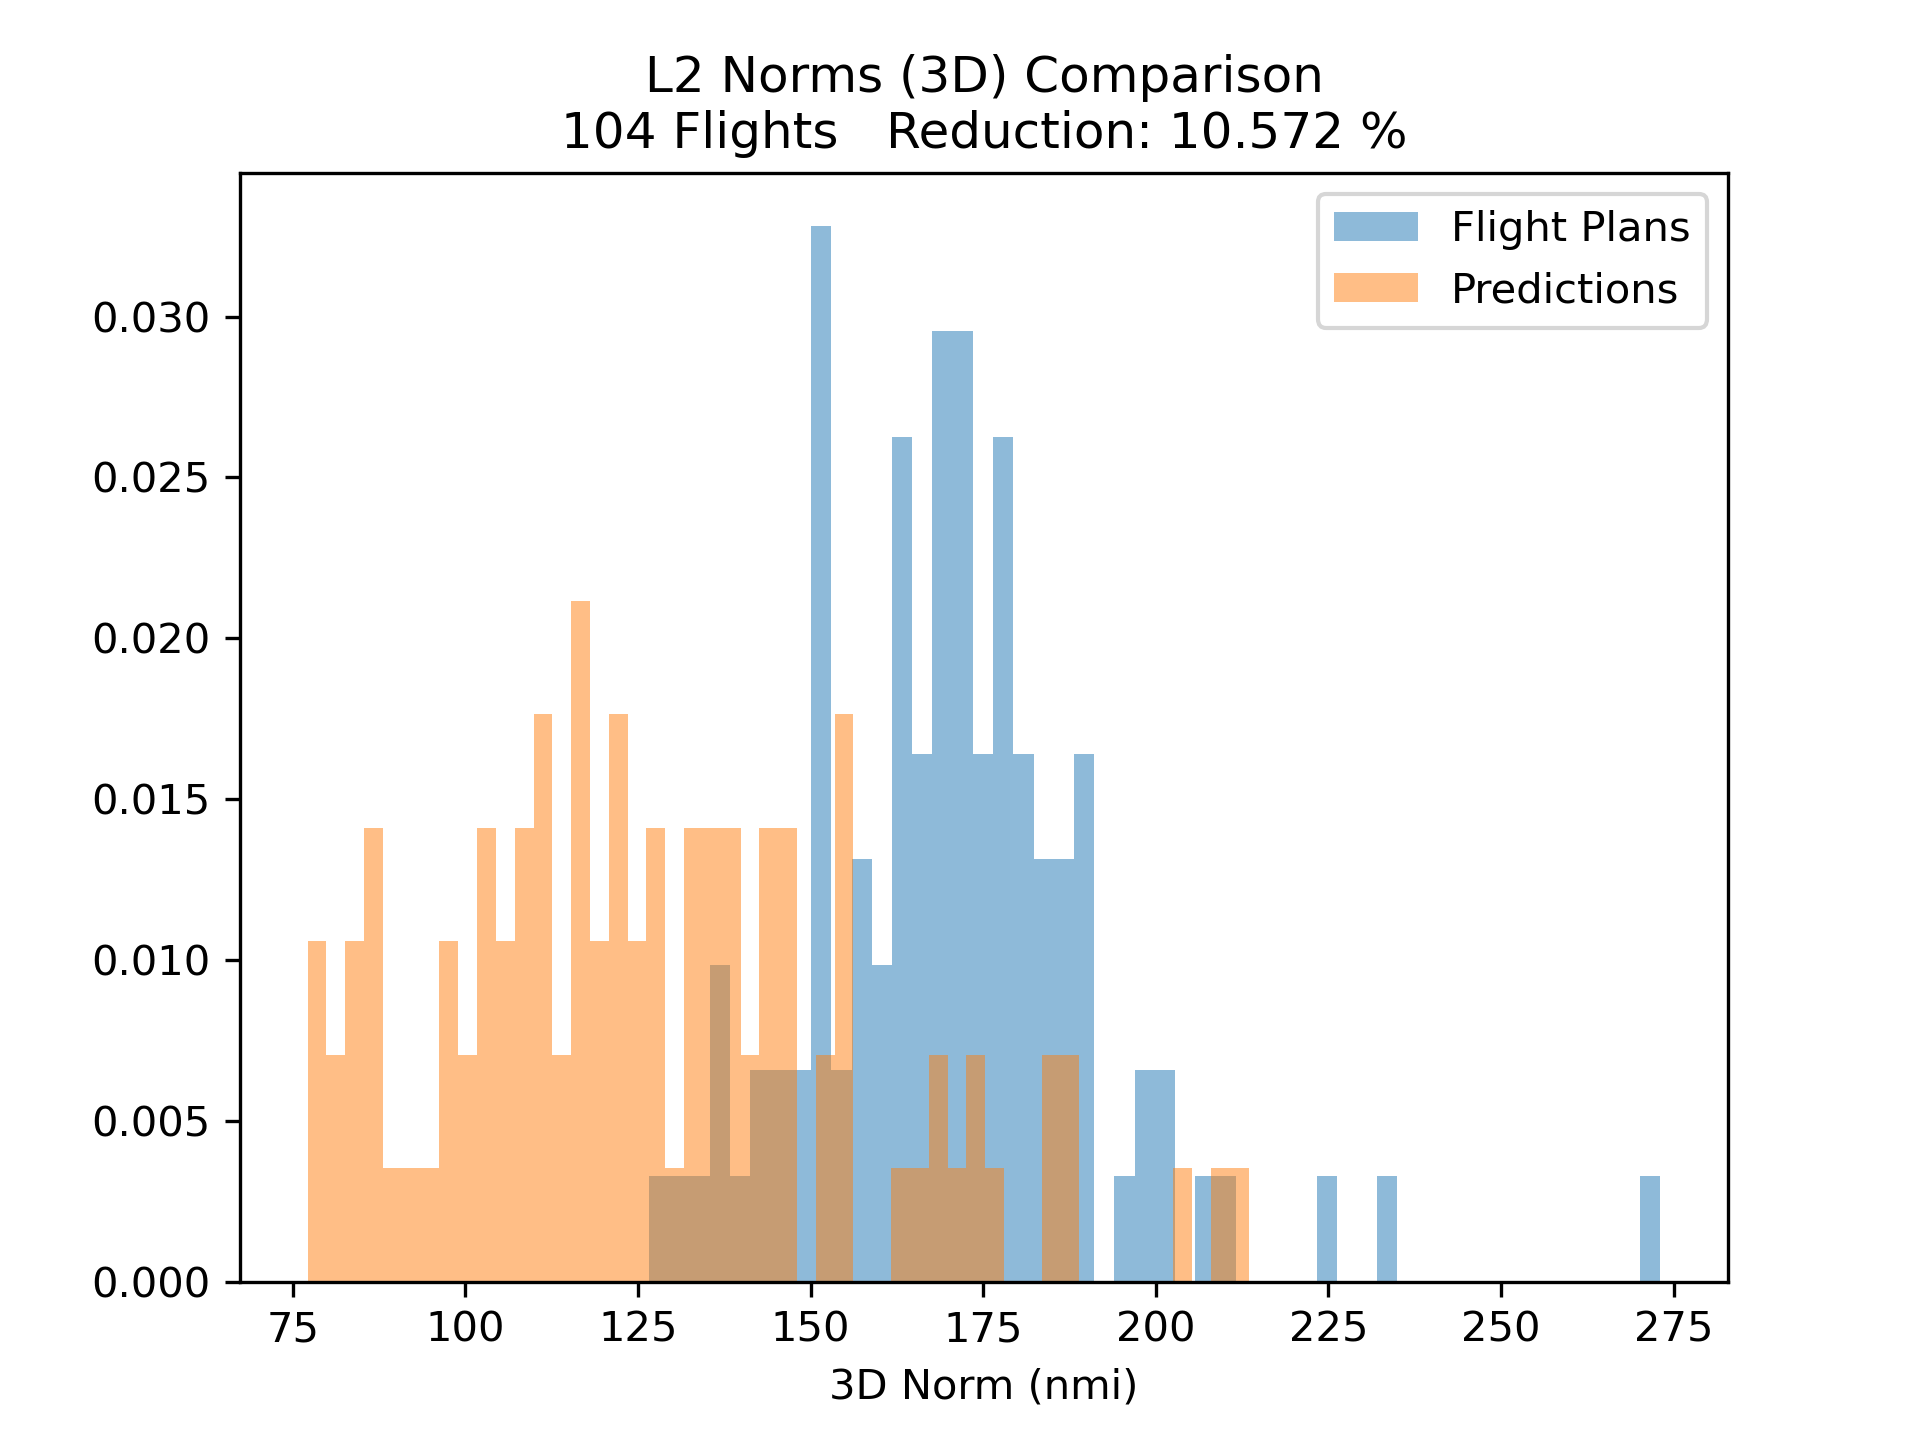 L2 Norms (3D) Comparison
104 Flights   Reduction: 10.572 %
Flight Plans
Predictions
0.030
0.025
0.020
0.015
0.010
0.005
0.000
75 100 125 150 175 200 225 250 275
3D Norm (nmi)